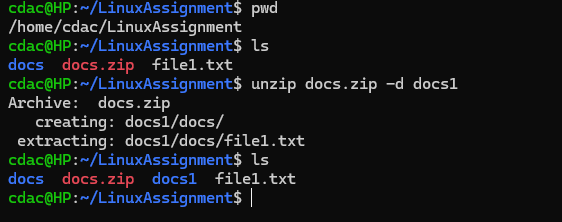 cdac@HP:~/LinuxAssignment$ pwd
/home/cdac/LinuxAssignment
cdac@HP:~/LinuxAssignment$ ls
docs  docs.zip  file1.txt
cdac@HP:~/LinuxAssignment$ unzip docs.zip -d docs1
Archive:  docs.zip
   creating: docs1/docs/
 extracting: docs1/docs/file1.txt
cdac@HP:~/LinuxAssignment$ ls
docs  docs.zip  docs1  file1.txt
cdac@HP:~/LinuxAssignment$